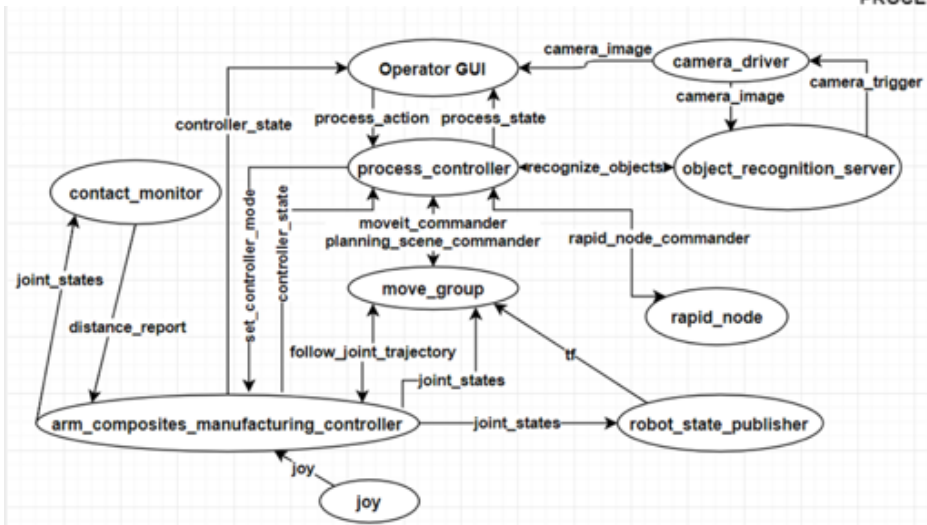 camera_image
Operator GUI
camera_driver
camera_trigger
camera_image
controller_state
process_action
process_state
process_controller
recognize_objects
object_recognition_server
contact_monitor
set_controller_mode
controller_state
moveit_commander
planning_scene_commander
rapid_node_commander
joint_states
move_group
rapid_node
distance_report
follow_joint_trajectory
tf
joint_states
arm_composites_manufacturing_controller
joint_states
robot_state_publisher
joy
joy